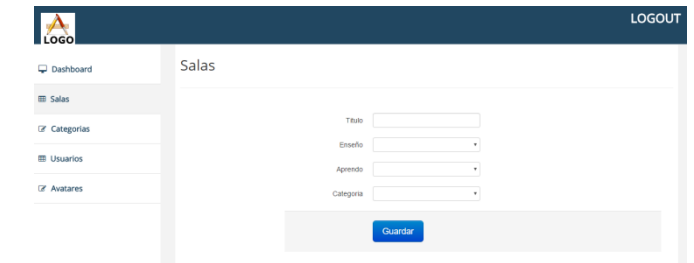 LOGO
LOGOUT
Dashboard
Salas
Categorias
Usuarios
Avatares
Salas
Titulo
Enseño
Aprendo
Categoria
Guardar